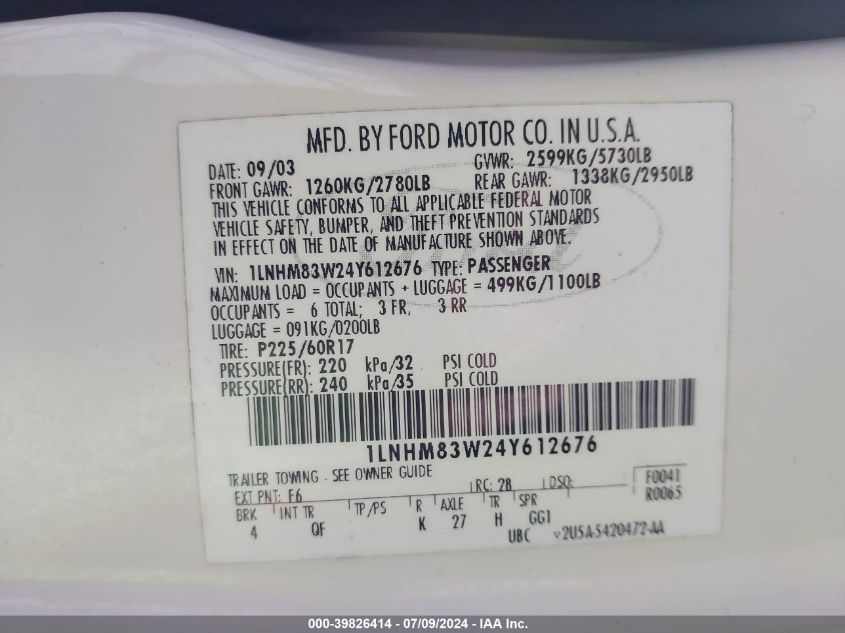 MFD. BY FORD MOTOR CO. IN U.S.A.
DATE: 09/03 GVWR: 2599KG/5730LB
FRONT GAWR: 1260KG/2780LB REAR GAWR: 1338KG/2950LB
THIS VEHICLE CONFORMS TO ALL APPLICABLE FEDERAL MOTOR
VEHICLE SAFETY, BUMPER, AND THEFT PREVENTION STANDARDS
IN EFFECT ON THE DATE OF MANUFACTURE SHOWN ABOVE.
VIN: 1LNHM83W24Y612676 TYPE: PASSENGER
MAXIMUM LOAD = OCCUPANTS + LUGGAGE = 499KG/1100LB
OCCUPANTS = 6 TOTAL; 3 FR, 3 RR
LUGGAGE = 091KG/0200LB
TIRE: P225/60R17
PRESSURE(FR): 220 kPa/32 PSI COLD
PRESSURE(RR): 240 kPa/35 PSI COLD
1LNHM83W24Y612676
TRAILER TOWING - SEE OWNER GUIDE
EXT PNT: F6 RC: 28 DSO: F0041
R0065
BRK INT TR TP/PS R AXLE TR SPR
4 QF K 27 H GG1
UBC v2U5A-5420472-AA
000-39826414 - 07/09/2024 - IAA Inc.